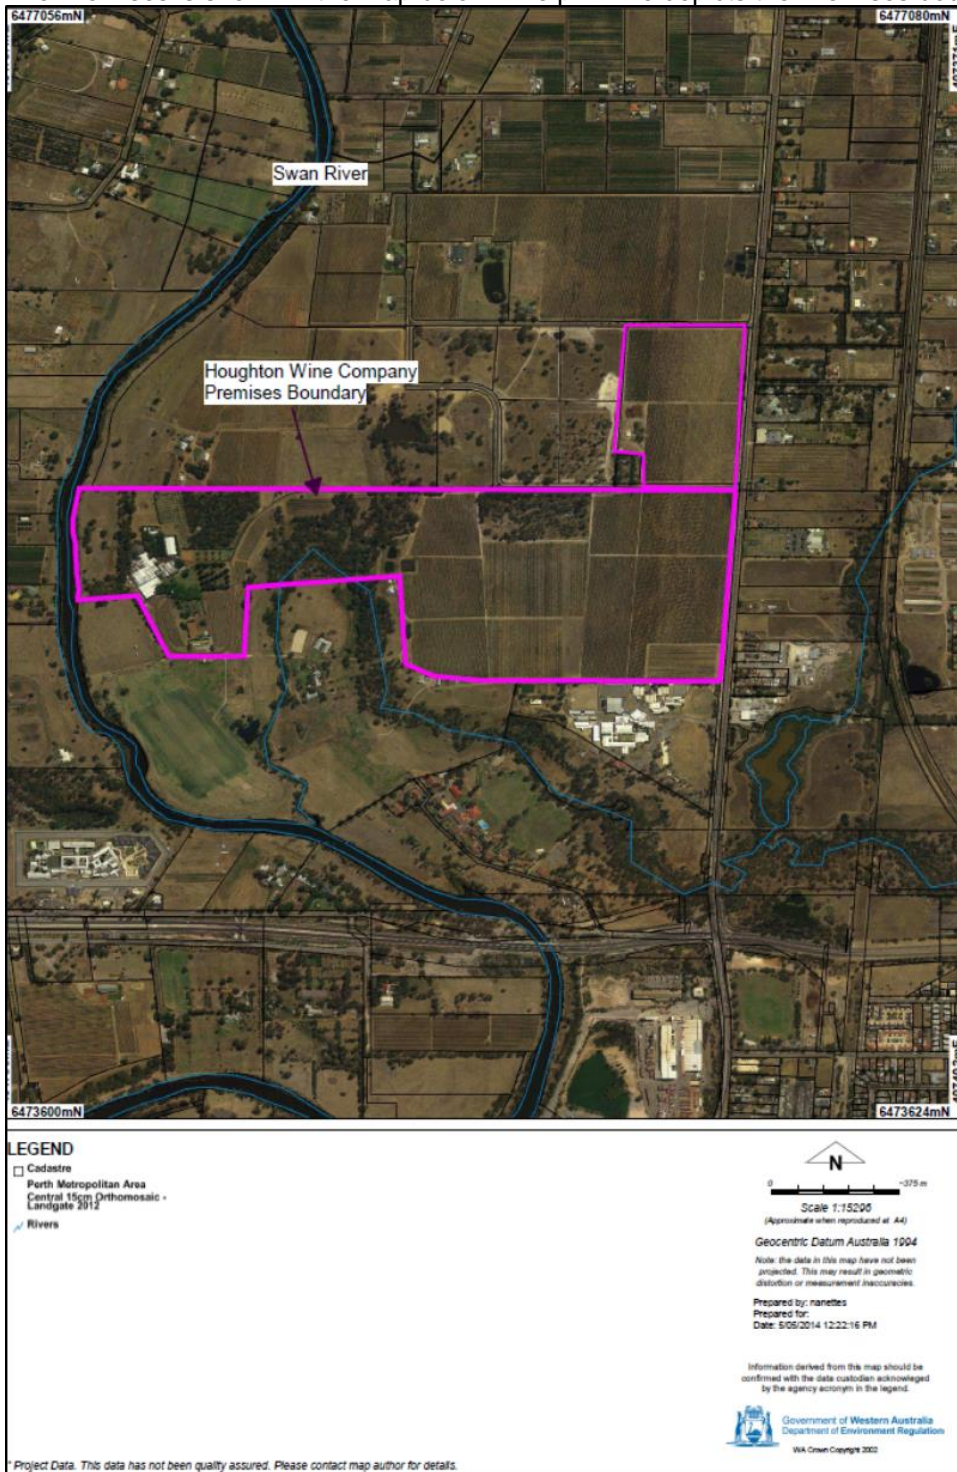 6477056mN
6477080mN
Swan River
Houghton Wine Company
Premises Boundary
6473600mN
6473624mN
LEGEND
Cadastre
Perth Metropolitan Area
Central 15cm Orthomosaic -
Landgate 2012
Rivers
N
0 ~375 m
Scale 1:15296
(Approximate when reproduced at A4)
Geocentric Datum Australia 1994
Note: the data in this map have not been
projected. This may result in geometric
distortion or measurement inaccuracies.
Prepared by: nanettes
Prepared for:
Date: 5/05/2014 12:22:16 PM
Information derived from this map should be
confirmed with the data custodian acknowleged
by the agency acronym in the legend.
Government of Western Australia
Department of Environment Regulation
WA Crown Copyright 2002
* Project Data. This data has not been quality assured. Please contact map author for details.